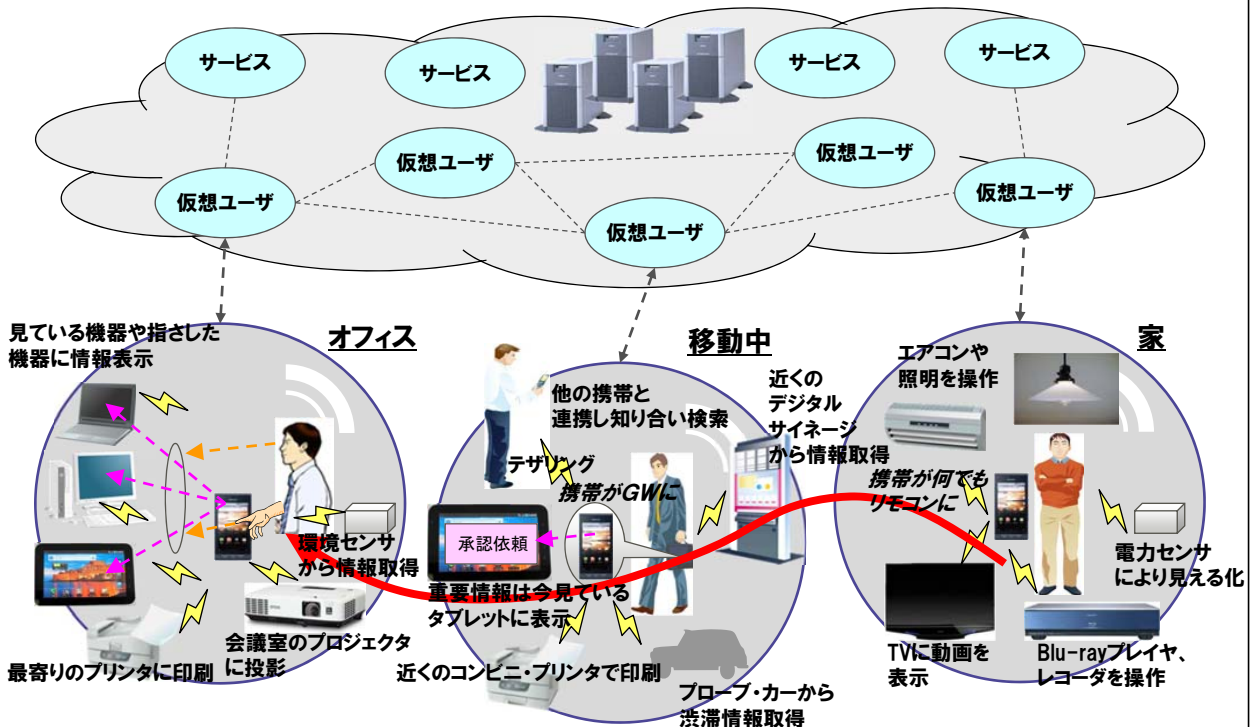 サービス
サービス
サービス
サービス
仮想ユーザ
仮想ユーザ
仮想ユーザ
仮想ユーザ
仮想ユーザ
オフィス
見ている機器や指さした
機器に情報表示
環境センサ
から情報取得
会議室のプロジェクタ
に投影
最寄りのプリンタに印刷
移動中
他の携帯と
連携し知り合い検索
近くの
デジタル
サイネージ
から情報取得
テザリング
携帯がGWに
承認依頼
重要情報は今見ている
タブレットに表示
近くのコンビニ・プリンタで印刷
プローブ・カーから
渋滞情報取得
家
エアコンや
照明を操作
携帯が何でも
リモコンに
電力センサ
により見える化
TVに動画を
表示
Blu-rayプレイヤ、
レコーダを操作